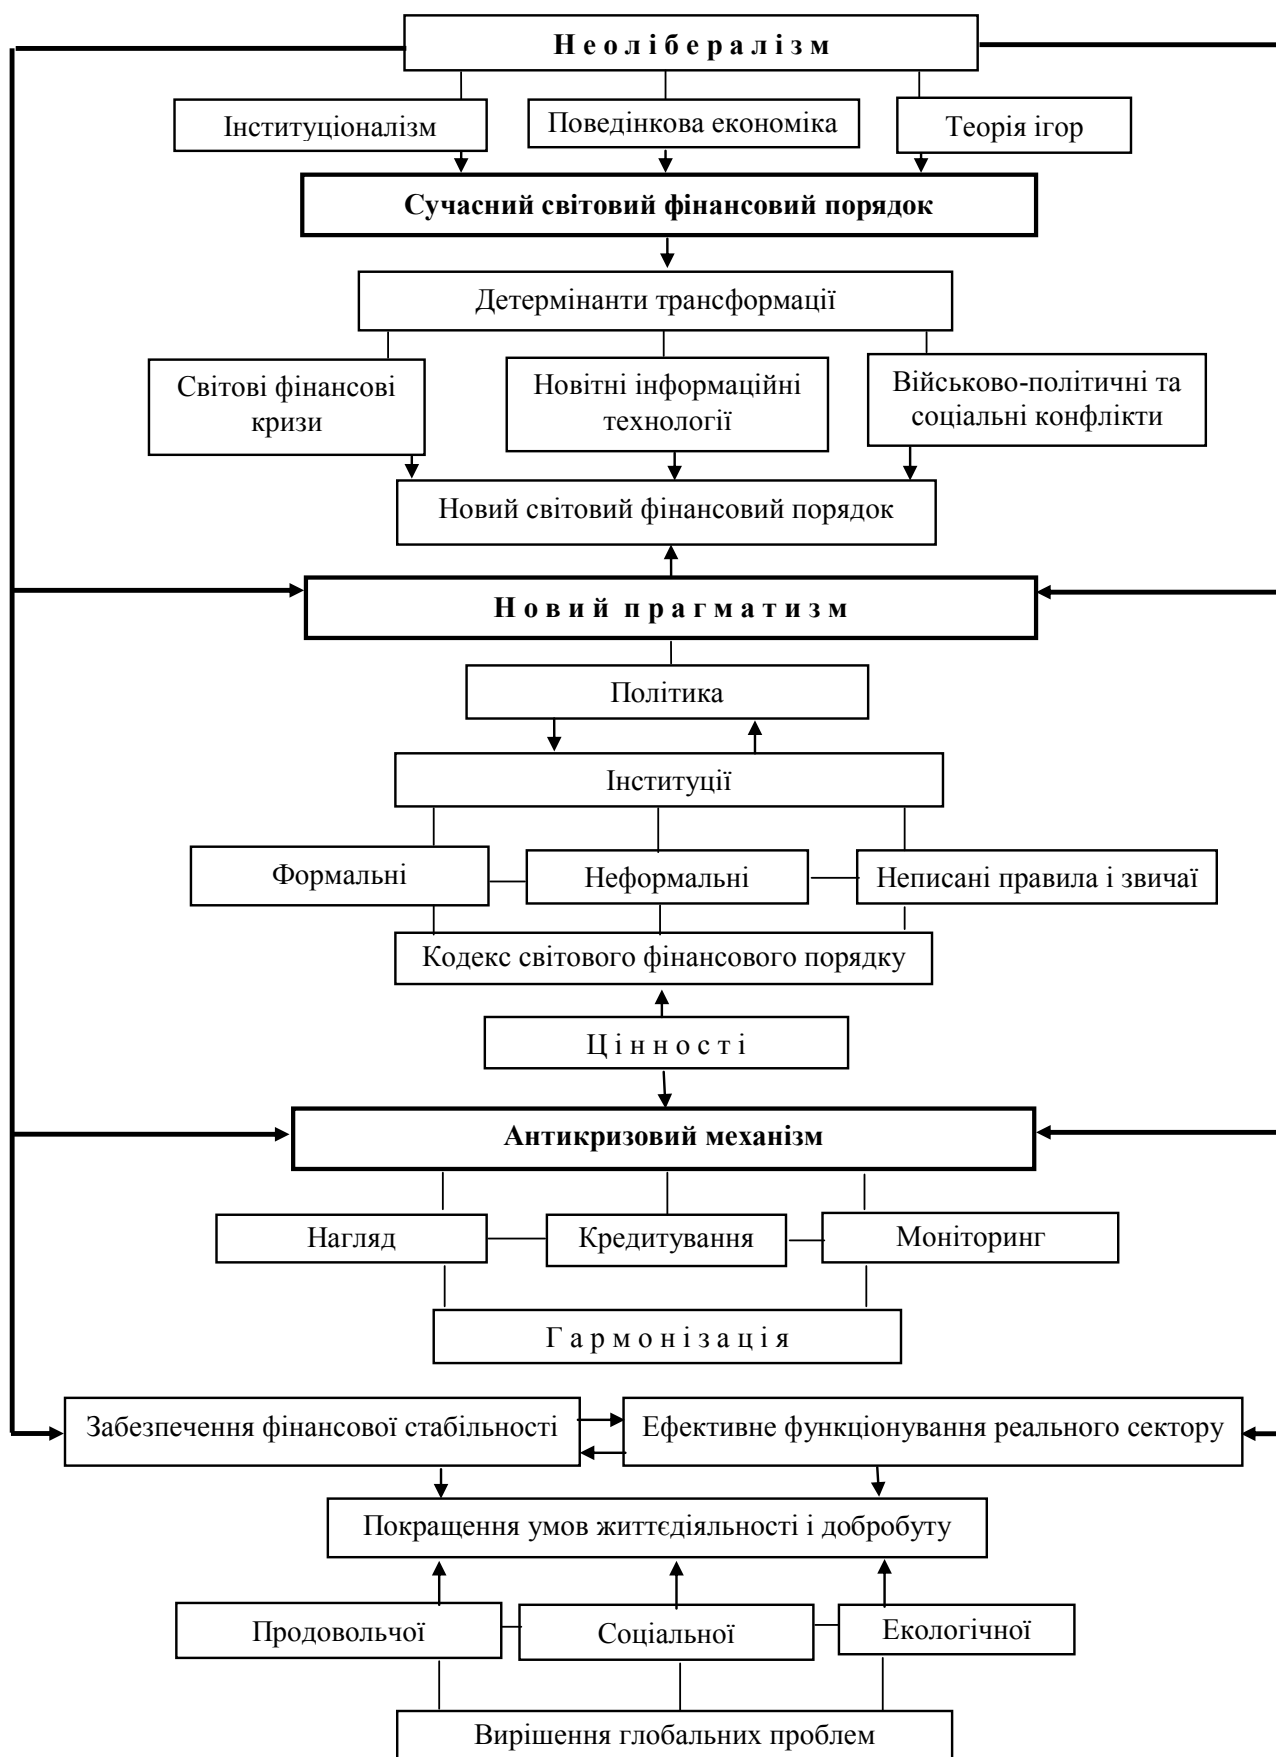 Н е о л і б е р а л і з м
Інституціоналізм
Поведінкова економіка
Теорія ігор
Сучасний світовий фінансовий порядок
Детермінанти трансформації
Світові фінансові
кризи
Новітні інформаційні
технології
Військово-політичні та
соціальні конфлікти
Новий світовий фінансовий порядок
Н о в и й  п р а г м а т и з м
Політика
Інституції
Формальні
Неформальні
Неписані правила і звичаї
Кодекс світового фінансового порядку
Ц і н н о с т і
Антикризовий механізм
Нагляд
Кредитування
Моніторинг
Г а р м о н і з а ц і я
Забезпечення фінансової стабільності
Ефективне функціонування реального сектору
Покращення умов життєдіяльності і добробуту
Продовольчої
Соціальної
Екологічної
Вирішення глобальних проблем